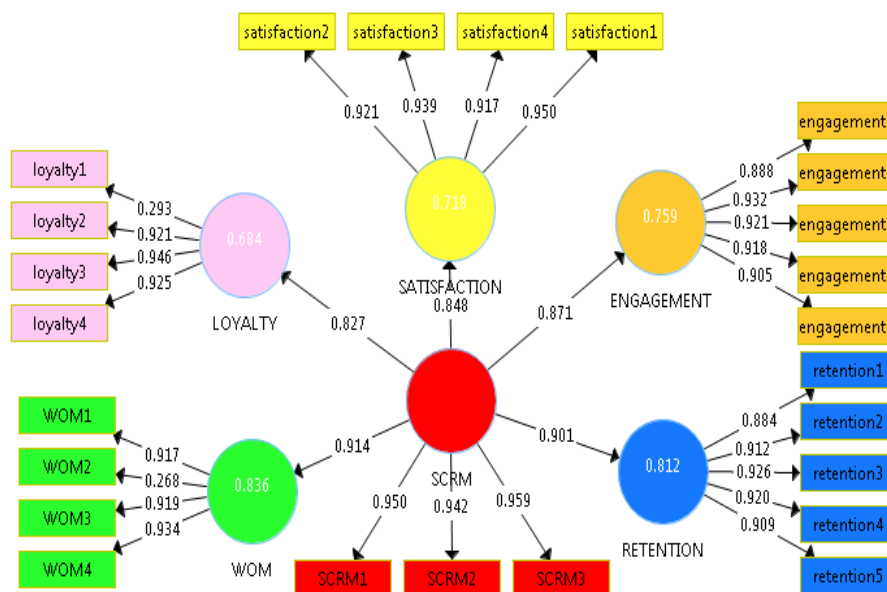 satisfaction2
satisfaction3
satisfaction4
satisfaction1
0.921
0.939
0.917
0.950
0.718
SATISFACTION
0.848
loyalty1
loyalty2
loyalty3
loyalty4
0.293
0.921
0.946
0.925
0.684
LOYALTY
0.827
engagement
engagement
engagement
engagement
engagement
0.888
0.932
0.921
0.918
0.905
0.759
ENGAGEMENT
0.871
WOM1
WOM2
WOM3
WOM4
0.917
0.268
0.919
0.934
0.836
WOM
0.914
SCRM
0.950
0.942
0.959
SCRM1
SCRM2
SCRM3
0.901
0.812
RETENTION
0.884
0.912
0.926
0.920
0.909
retention1
retention2
retention3
retention4
retention5